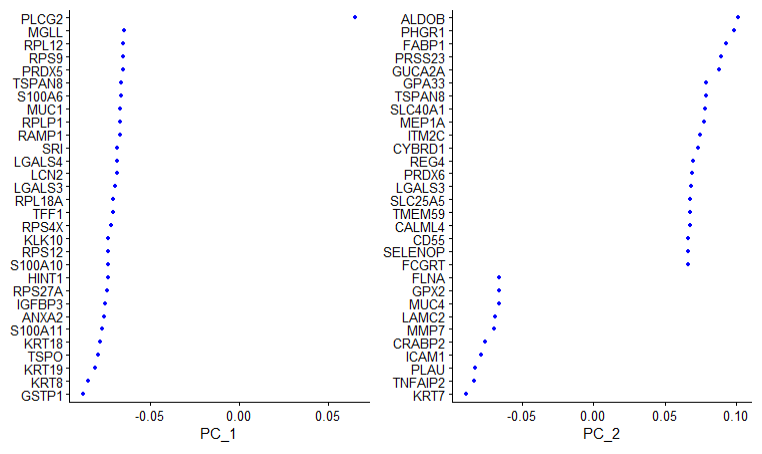 PLCG2
MGLL
RPL12
RPS9
PRDX5
TSPAN8
S100A6
MUC1
RPLP1
RAMP1
SRI
LGALS4
LCN2
LGALS3
RPL18A
TFF1
RPS4X
KLK10
RPS12
S100A10
HINT1
RPS27A
IGFBP3
ANXA2
S100A11
KRT18
TSPO
KRT19
KRT8
GSTP1
-0.05 0.00 0.05
PC_1
ALDOB
PHGR1
FABP1
PRSS23
GUCA2A
GPA33
TSPAN8
SLC40A1
MEP1A
ITM2C
CYBRD1
REG4
PRDX6
LGALS3
SLC25A5
TMEM59
CALML4
CD55
SELENOP
FCGRT
FLNA
GPX2
MUC4
LAMC2
MMP7
CRABP2
ICAM1
PLAU
TNFAIP2
KRT7
-0.05 0.00 0.05 0.10
PC_2